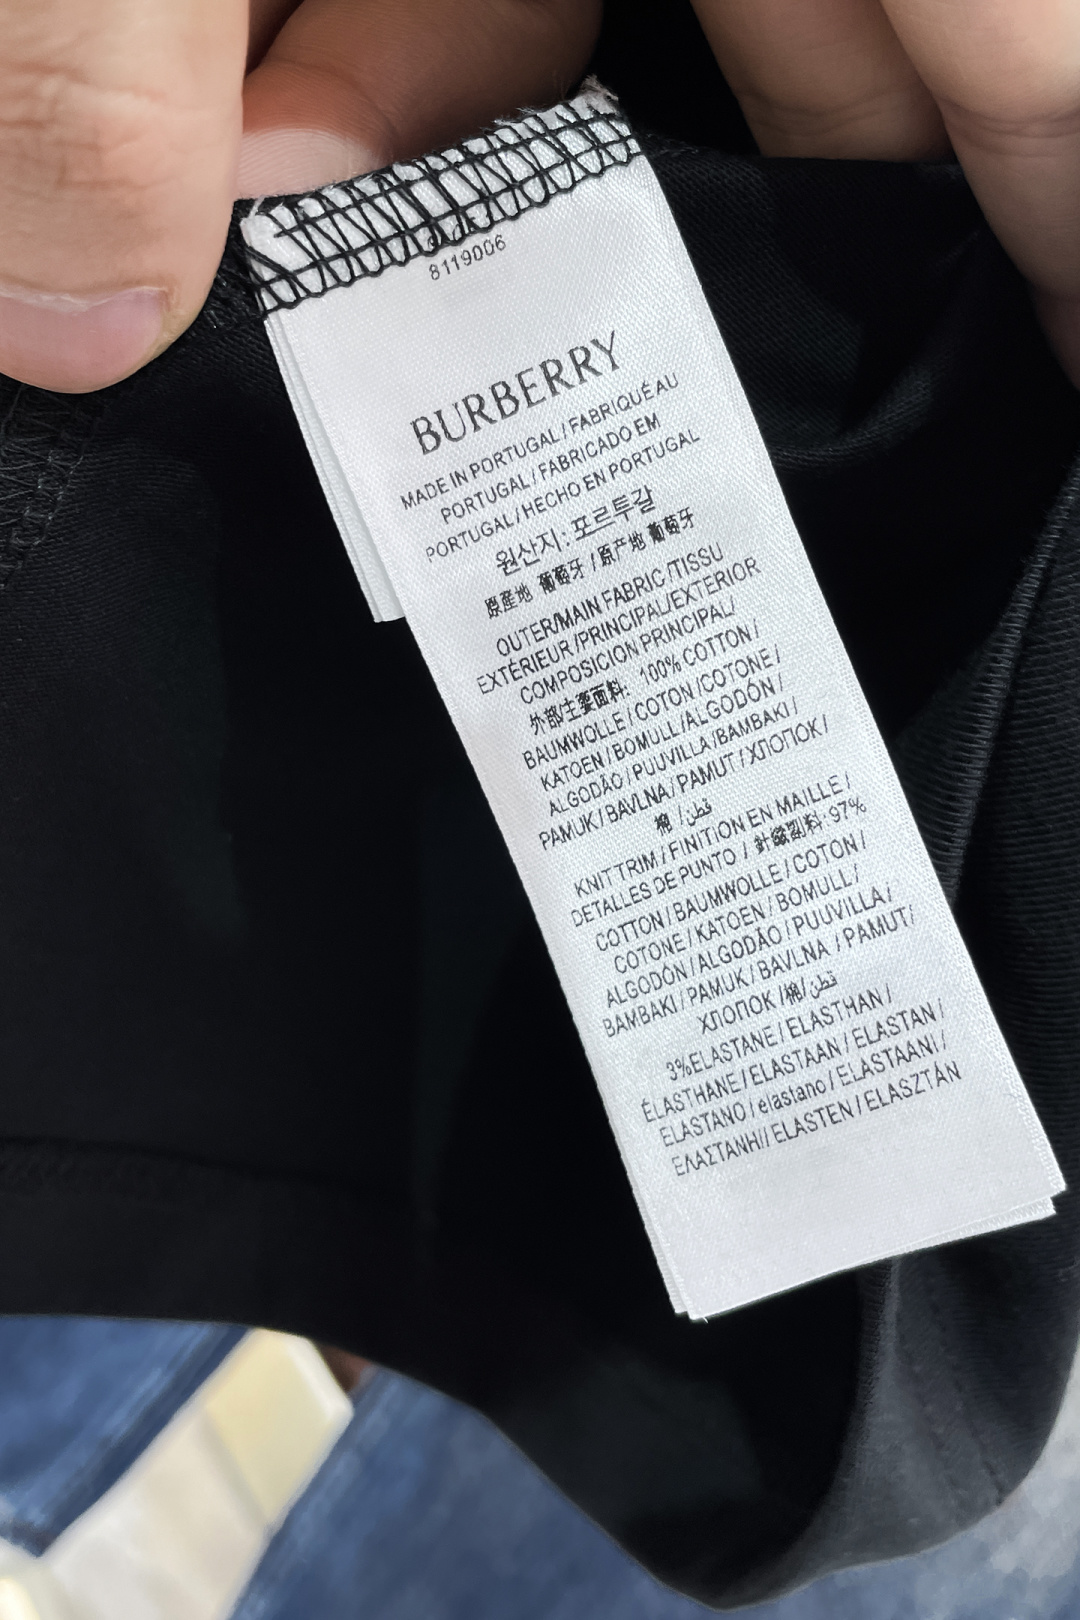 8119006
BURBERRY
MADE IN PORTUGAL / FABRIQUÉ AU
PORTUGAL / FABRICADO EM
PORTUGAL / HECHO EN PORTUGAL
원산지: 포르투갈
原産地 葡萄牙 / 原产地 葡萄牙
OUTER/MAIN FABRIC/TISSU
EXTÉRIEUR/PRINCIPAL/EXTERIOR
COMPOSICION PRINCIPAL/
外部/主要面料: 100% COTTON /
BAUMWOLLE / COTON / COTONE /
KATOEN / BOMULL / ALGODÓN /
ALGODÃO / PUUVILLA / BAMBAKI /
PAMUK / BAVLNA / PAMUT / ХЛОПОК /
棉 / قطن
KNIT TRIM / FINITION EN MAILLE /
DETALLES DE PUNTO / 針織副料: 97%
COTTON / BAUMWOLLE / COTON /
COTONE / KATOEN / BOMULL /
ALGODÓN / ALGODÃO / PUUVILLA /
BAMBAKI / PAMUK / BAVLNA / PAMUT /
ХЛОПОК / 棉 / قطن
3%ELASTANE / ELASTHAN /
ÉLASTHANE / ELASTAAN / ELASTAN /
ELASTANO / elastano / ELASTAANI /
ΕΛΑΣΤΑΝΗ// ELASTEN / ELASZTÁN